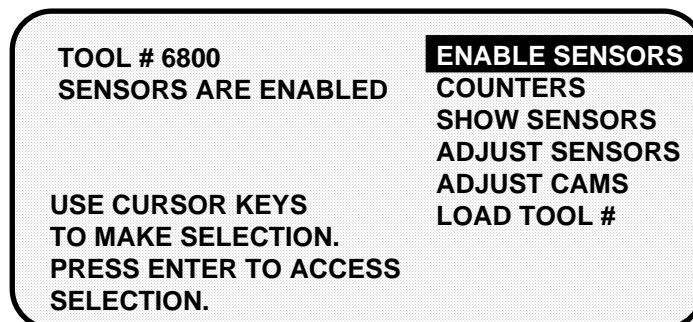 TOOL # 6800
SENSORS ARE ENABLED
USE CURSOR KEYS
TO MAKE SELECTION.
PRESS ENTER TO ACCESS
SELECTION.
ENABLE SENSORS
COUNTERS
SHOW SENSORS
ADJUST SENSORS
ADJUST CAMS
LOAD TOOL #